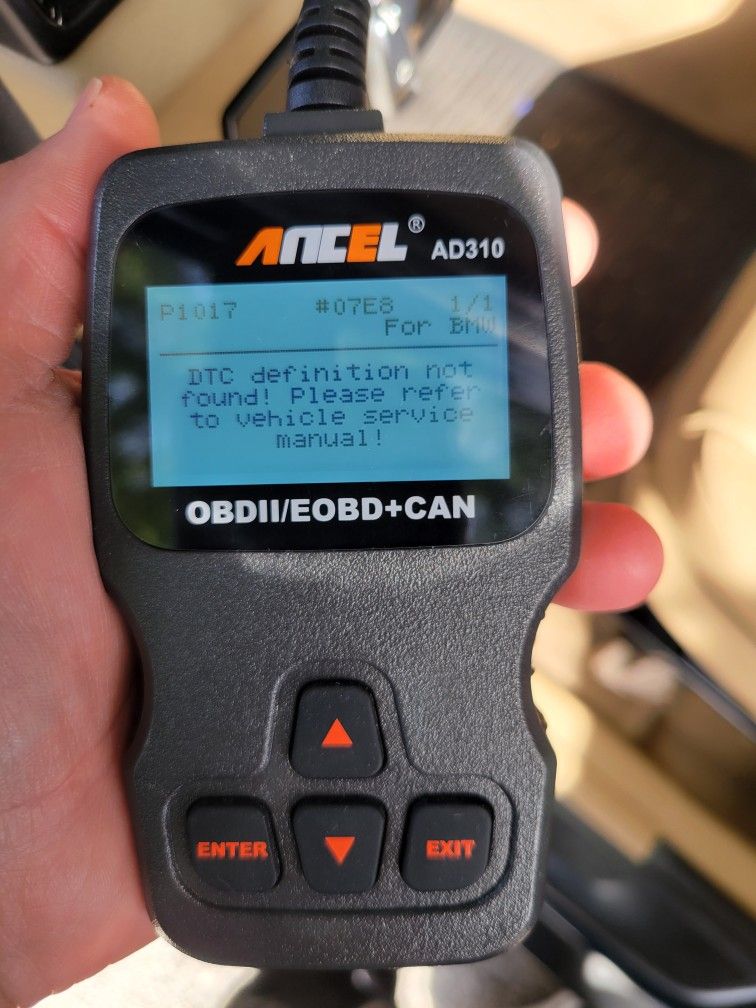 ANCEL® AD310
P1017 #07E8 1/1
For BMW
DTC definition not
found! Please refer
to vehicle service
manual!
OBDII/EOBD+CAN
ENTER EXIT